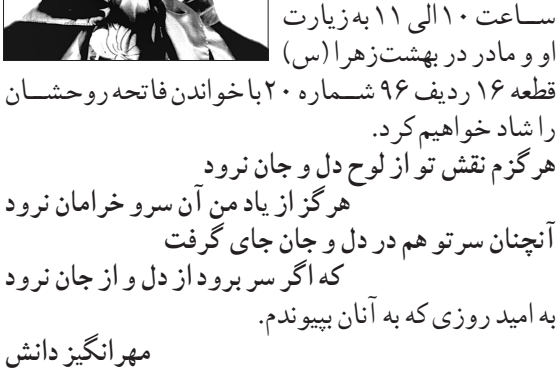 ساعت ۱۰ الی ۱۱ به زیارت
او و مادر در بهشت‌زهرا (س)
قطعه ۱۶ ردیف ۹۶ شماره ۲۰ با خواندن فاتحه روحشان
را شاد خواهیم کرد.
هرگزم نقش تو از لوح دل و جان نرود
هرگز از یاد من آن سرو خرامان نرود
آنچنان سرتو هم در دل و جان جای گرفت
که اگر سر برود از دل و از جان نرود
به امید روزی که به آنان بپیوندم.
مهرانگیز دانش